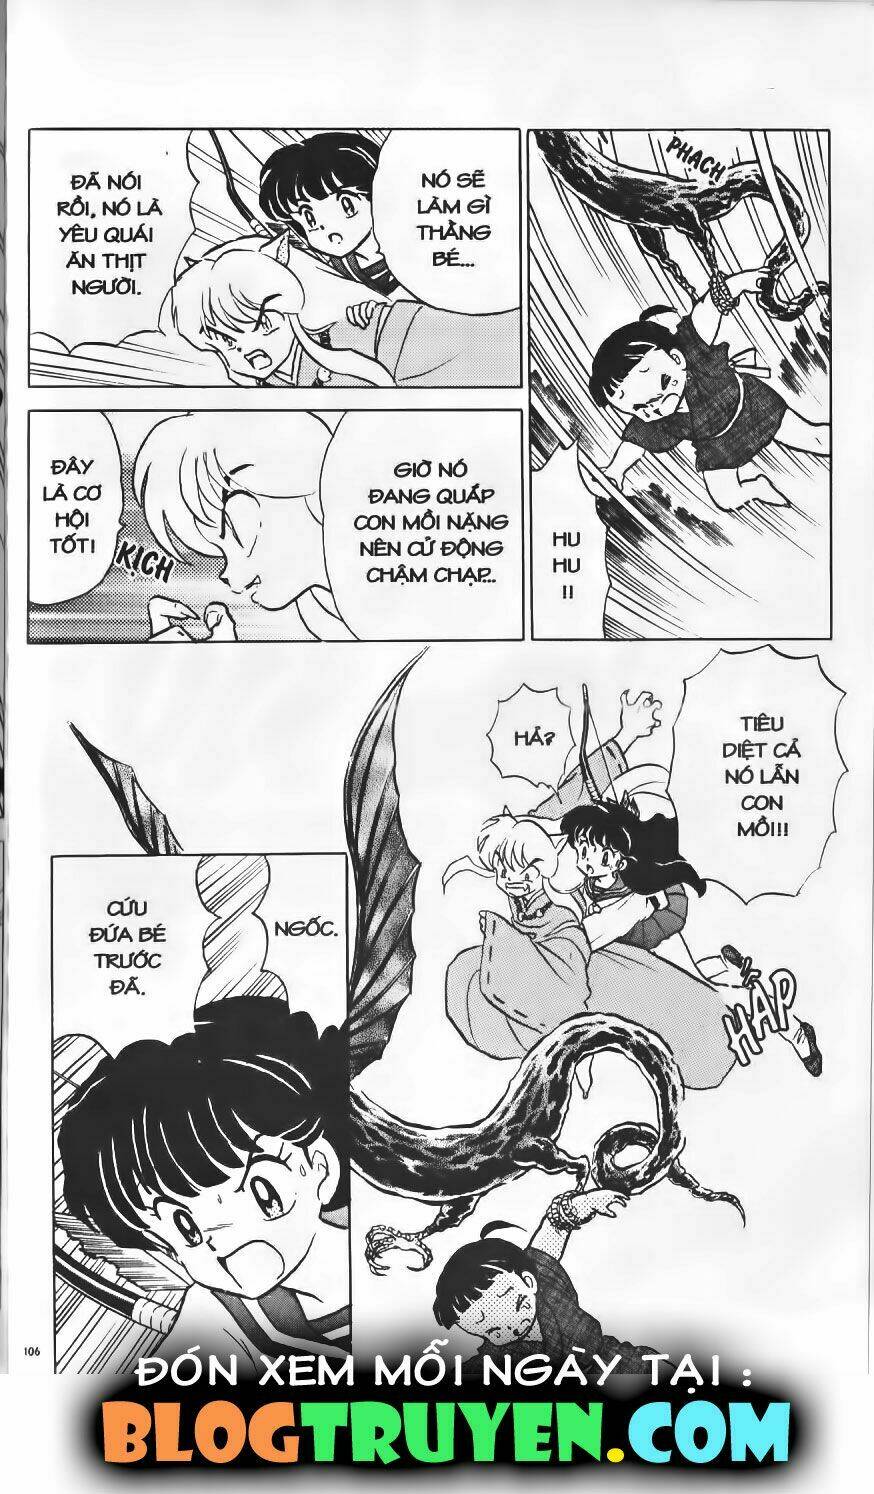 PHẠCH
HU
HU
!!
NÓ SẼ
LÀM GÌ
THẰNG
BÉ...
ĐÃ NÓI
RỒI, NÓ LÀ
YÊU QUÁI
ĂN THỊT
NGƯỜI.
GIỜ NÓ
ĐANG QUẮP
CON MỒI NẶNG
NÊN CỬ ĐỘNG
CHẬM CHẠP...
KỊCH
ĐÂY
LÀ CƠ
HỘI
TỐT!
TIÊU
DIỆT CẢ
NÓ LẪN
CON
MỒI!!!
HẢ?
HẤP
NGỐC.
CỨU
ĐỨA BÉ
TRƯỚC
ĐÃ.
106
ĐÓN XEM MỖI NGÀY TẠI :
BLOGTRUYEN.COM